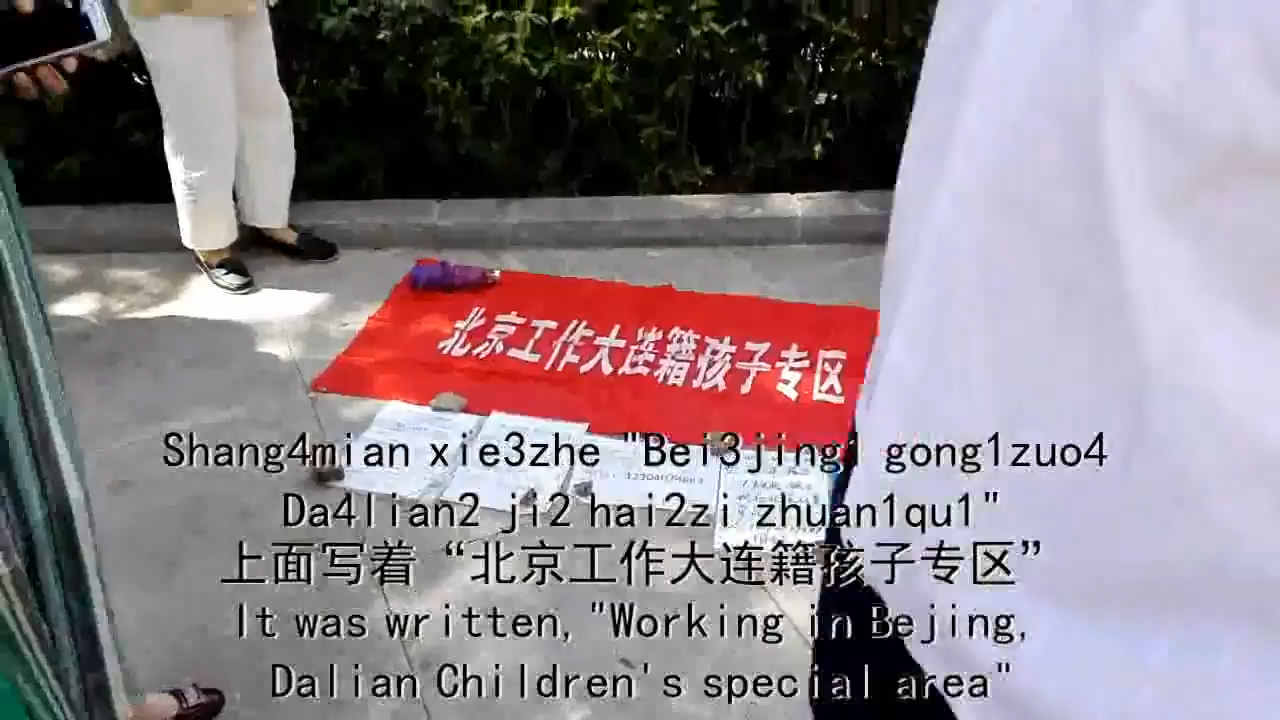 北京工作大连籍孩子专区
Shang4mian xie3zhe "Bei3jing1 gong1zuo4
Da4lian2 ji2 hai2zi zhuan1qu1"
上面写着“北京工作大连籍孩子专区”
It was written,"Working in Bejing,
Dalian Children's special area"